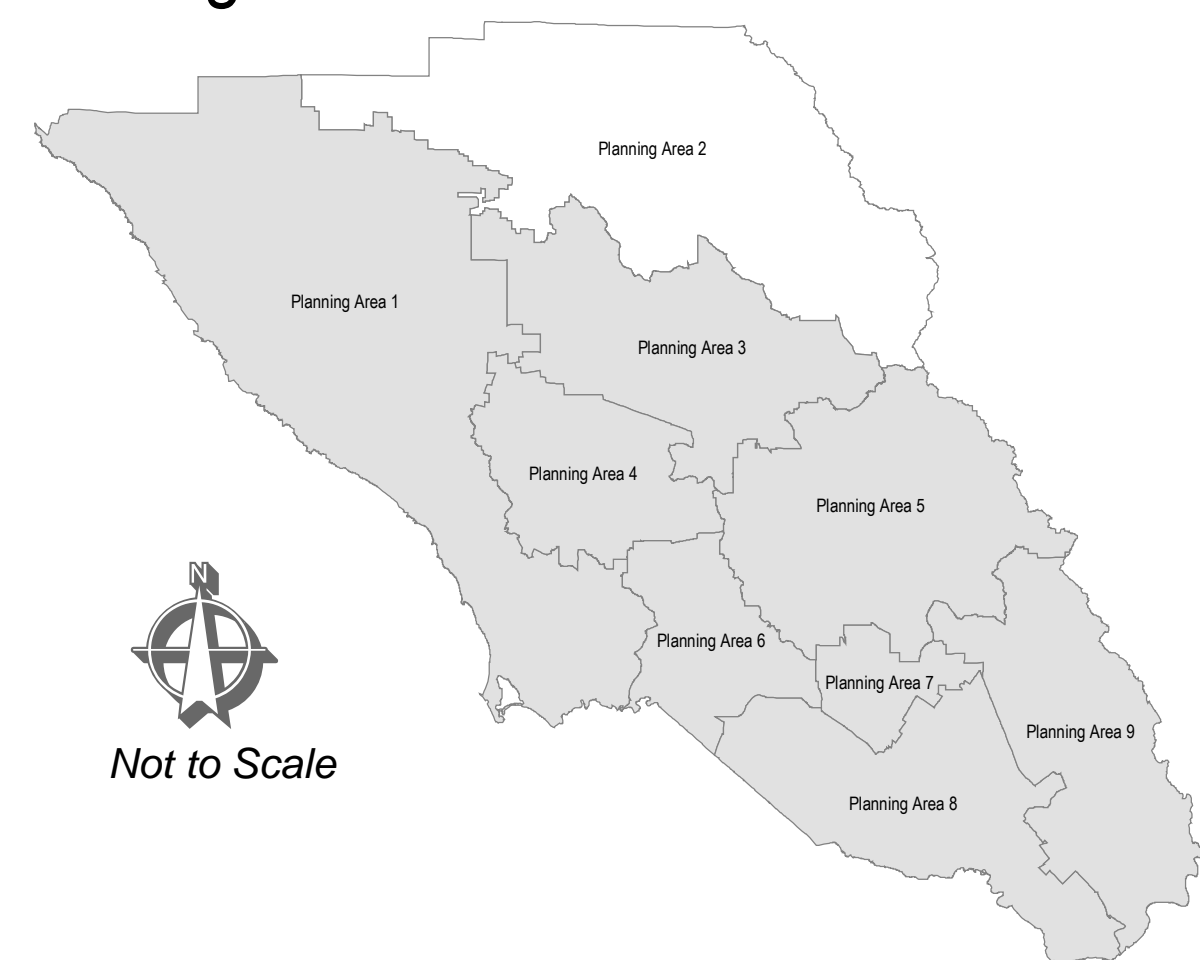 Planning Area 2
Planning Area 1
Planning Area 3
Planning Area 4
Planning Area 5
N
Planning Area 6
Planning Area 7
Planning Area 9
Not to Scale
Planning Area 8